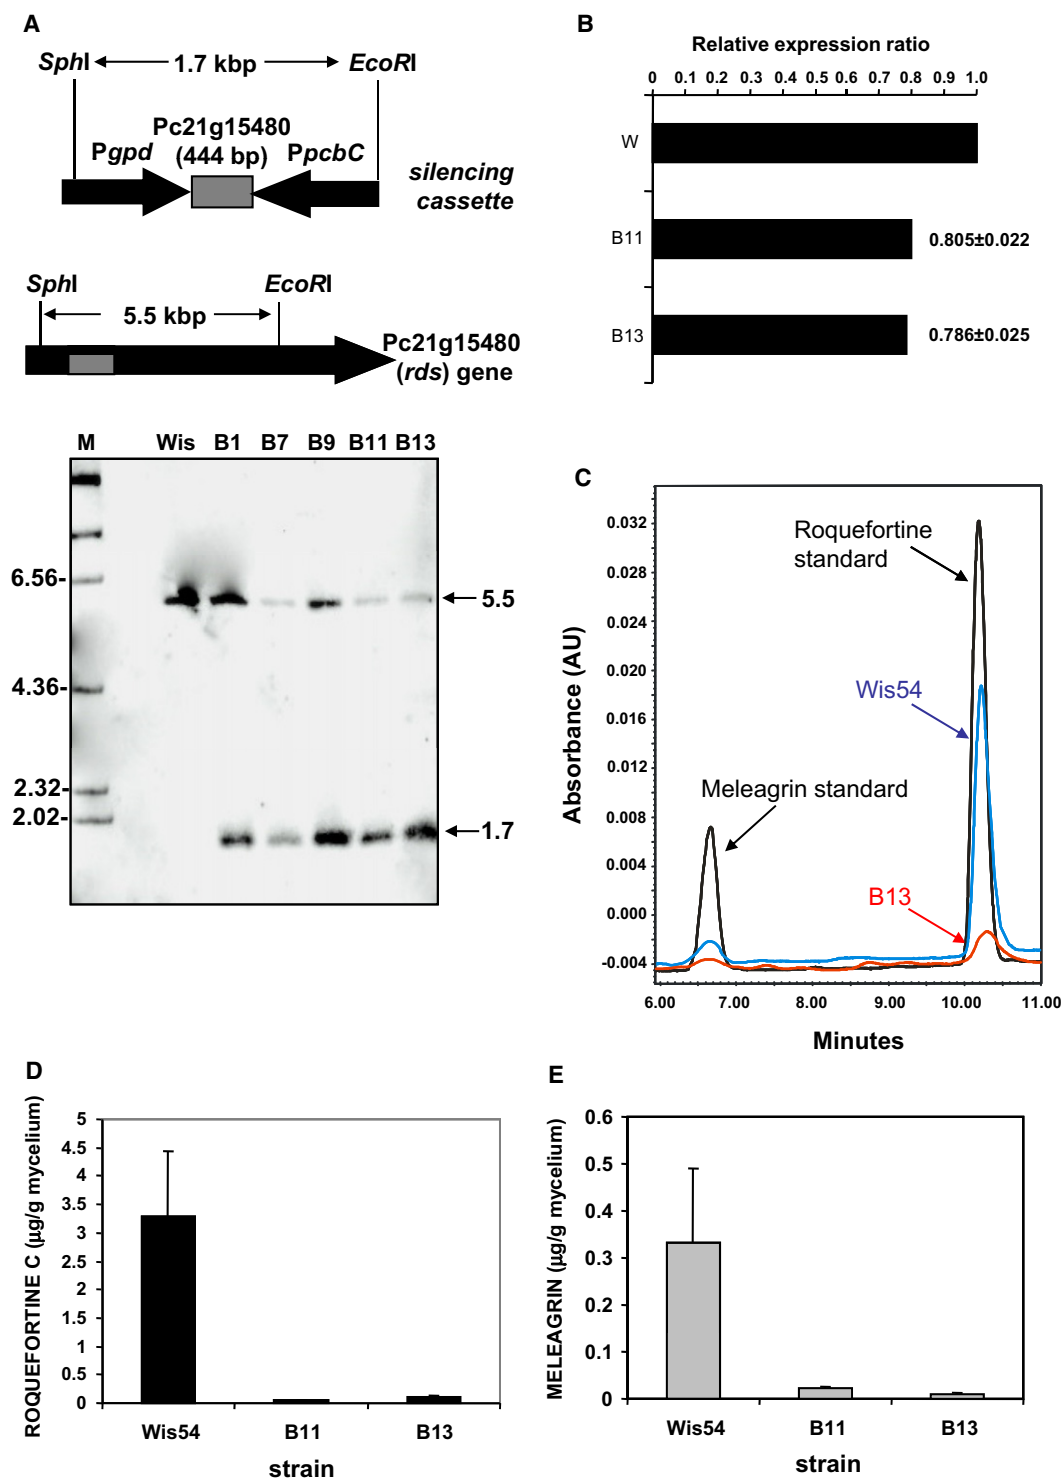 A
SphI 1.7 kbp EcoRI
Pc21g15480
(444 bp)
Pgpd PpcbC
silencing
cassette
SphI EcoRI
5.5 kbp
Pc21g15480
(rds) gene
M Wis B1 B7 B9 B11 B13
6.56-
5.5
4.36-
2.32-
2.02-
1.7
B
Relative expression ratio
0 0.1 0.2 0.3 0.4 0.5 0.6 0.7 0.8 0.9 1.0
W
B11 0.805±0.022
B13 0.786±0.025
C
Absorbance (AU)
0.032
0.028
0.024
0.020
0.016
0.012
0.008
0.004
0.000
-0.004
Roquefortine
standard
Wis54
Meleagrin standard
B13
6.00 7.00 8.00 9.00 10.00 11.00
Minutes
D
ROQUEFORTINE C (µg/g mycelium)
5
4.5
4
3.5
3
2.5
2
1.5
1
0.5
0
Wis54 B11 B13
strain
E
MELEAGRIN (µg/g mycelium)
0.6
0.5
0.4
0.3
0.2
0.1
0
Wis54 B11 B13
strain